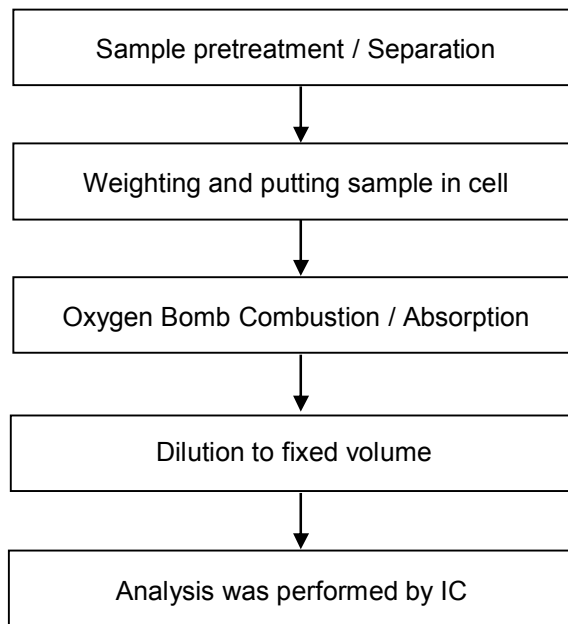 Sample pretreatment / Separation
Weighting and putting sample in cell
Oxygen Bomb Combustion / Absorption
Dilution to fixed volume
Analysis was performed by IC